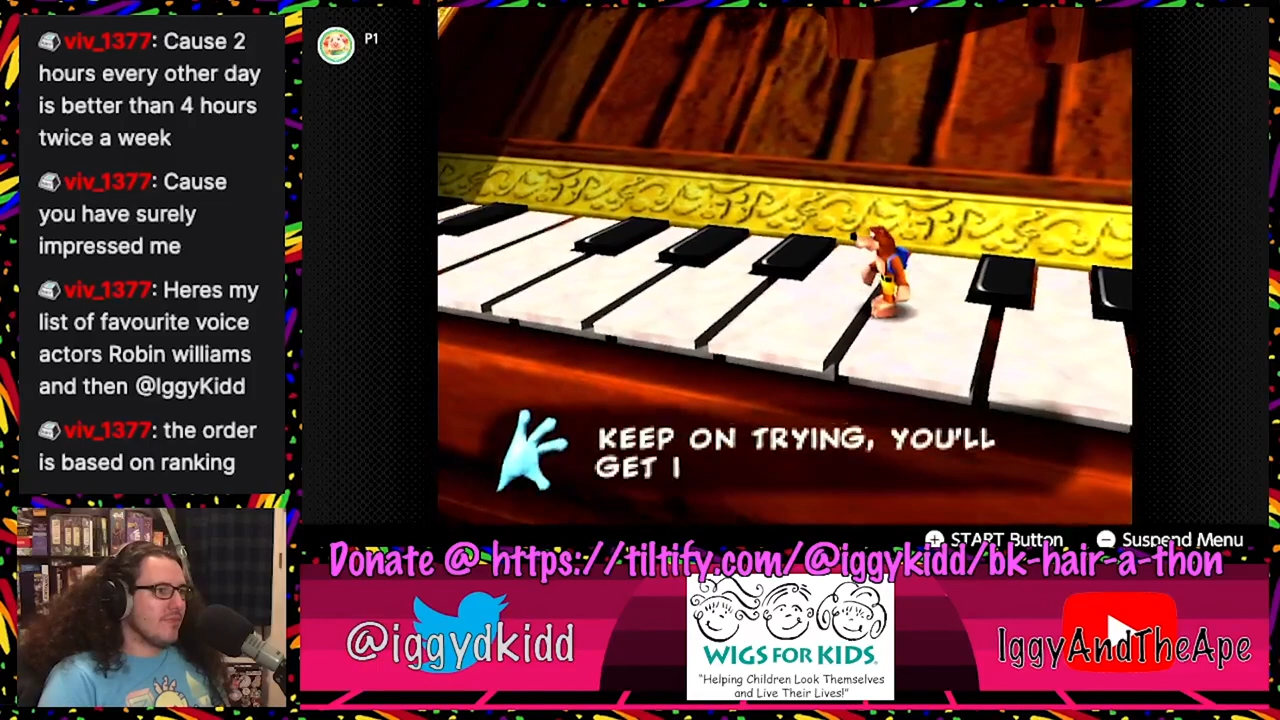 viv_1377: Cause 2
hours every other day
is better than 4 hours
twice a week
viv_1377: Cause
you have surely
impressed me
viv_1377: Heres my
list of favourite voice
actors Robin williams
and then @IggyKidd
viv_1377: the order
is based on ranking
P1
KEEP ON TRYING, YOU'LL
GET I
START Button
Suspend Menu
Donate @ https://tiltify.com/@iggykidd/bk-hair-a-thon
@iggydkidd
WIGS FOR KIDS.
"Helping Children Look Themselves
and Live Their Lives!"
IggyAndTheApe